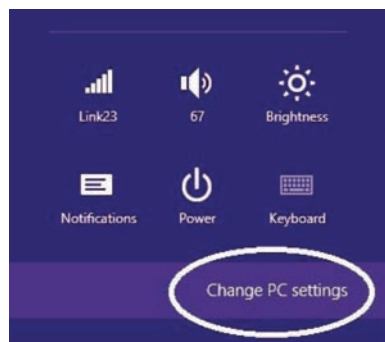 Link23 67 Brightness
Notifications Power Keyboard
Change PC settings